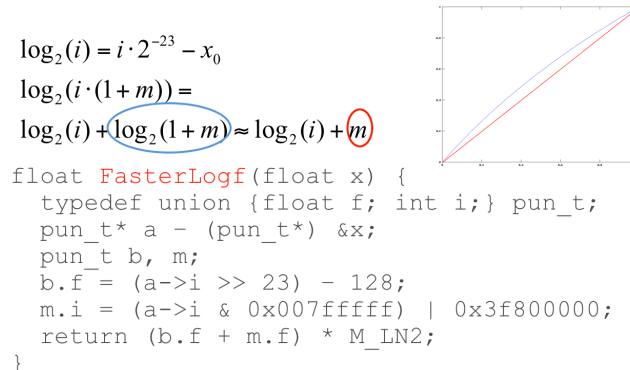 log₂(i) = i · 2⁻²³ − x₀
log₂(i · (1 + m)) =
log₂(i) + log₂(1 + m) ≈ log₂(i) + m
float FasterLogf(float x) {
typedef union {float f; int i;} pun_t;
pun_t* a – (pun_t*) &x;
pun_t b, m;
b.f = (a->i >> 23) – 128;
m.i = (a->i & 0x007fffff) | 0x3f800000;
return (b.f + m.f) * M_LN2;
}